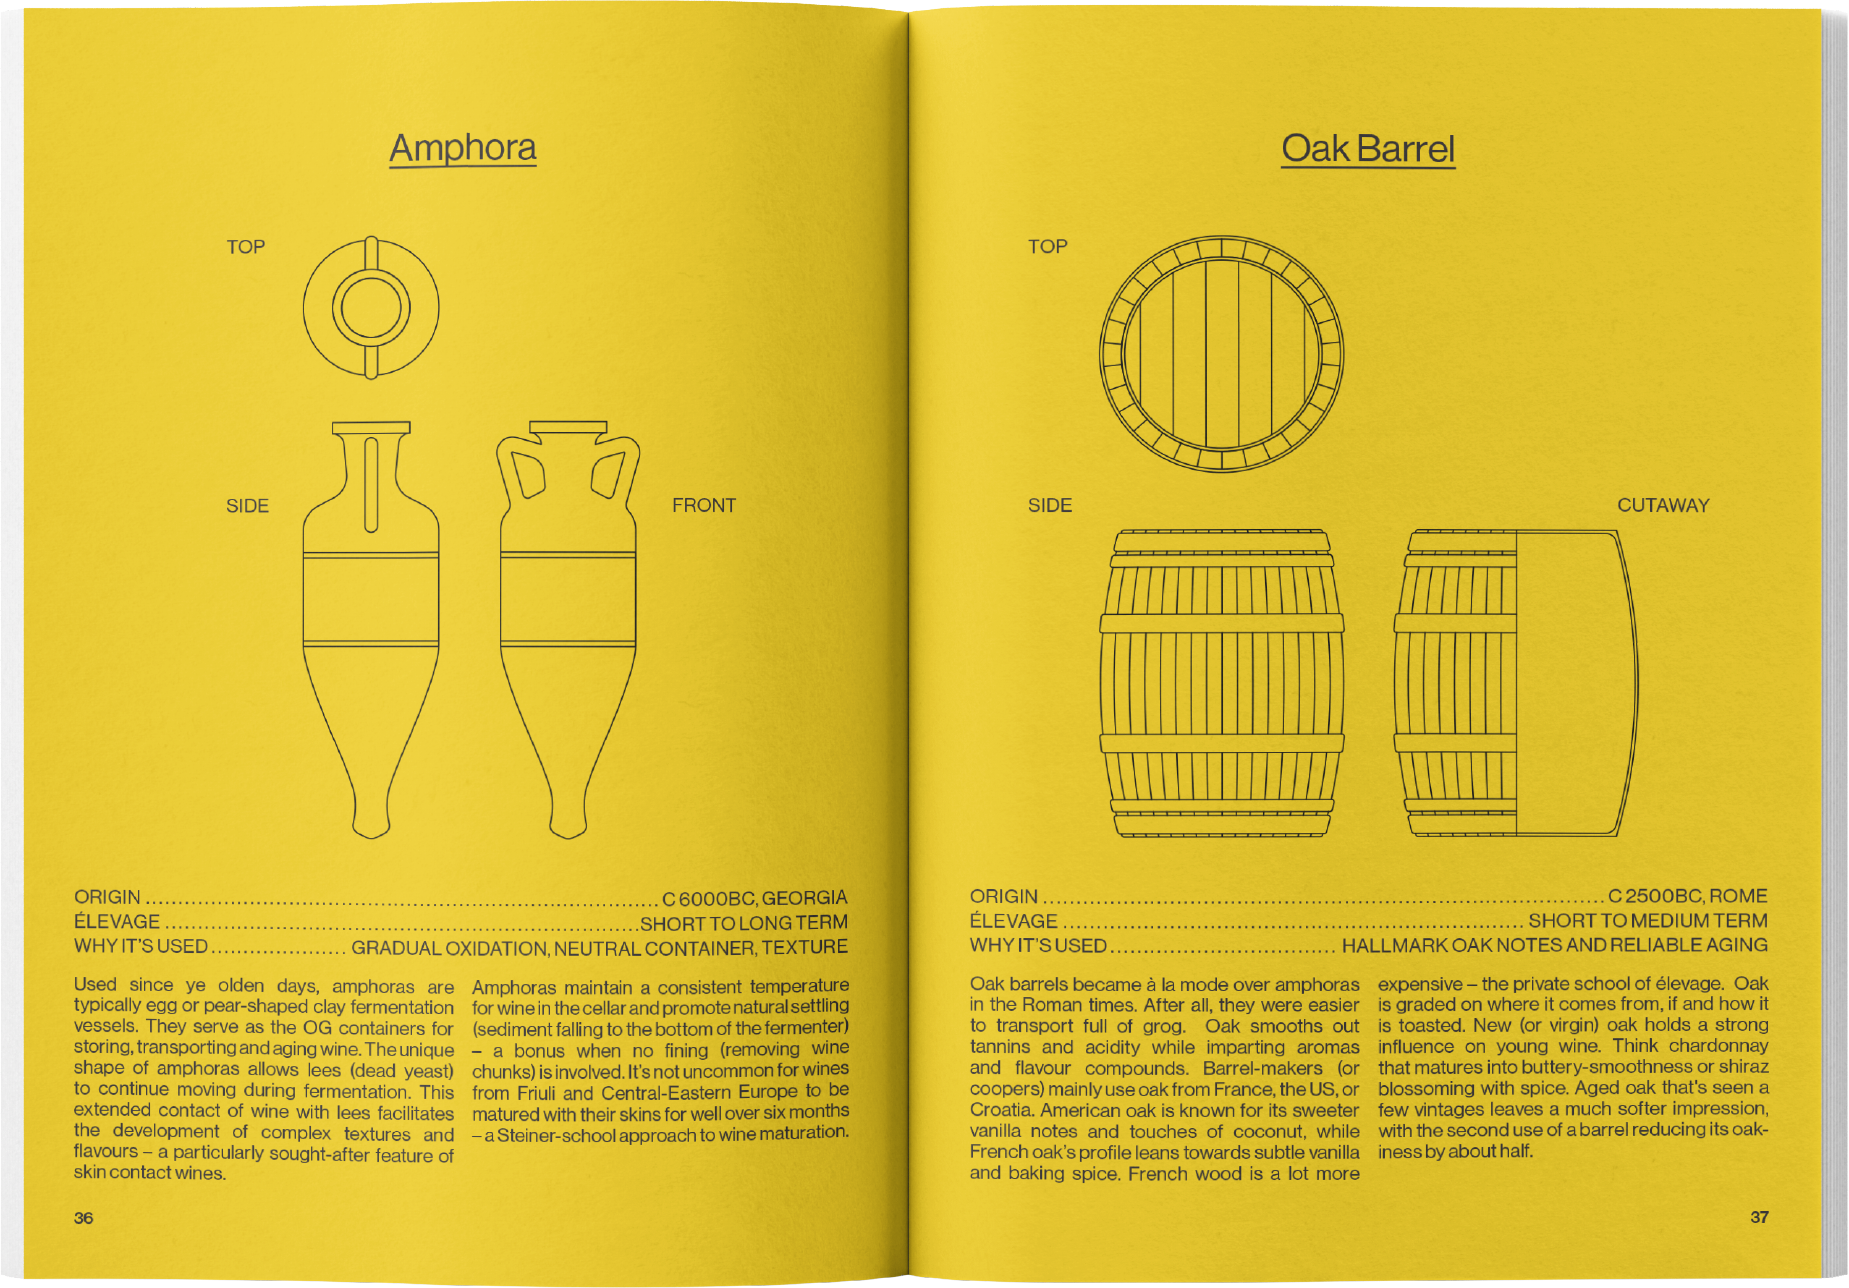 Amphora
TOP
SIDE
FRONT
ORIGIN ................................................................................ C 6000BC, GEORGIA
ÉLEVAGE .......................................................................... SHORT TO LONG TERM
WHY IT'S USED ..................... GRADUAL OXIDATION, NEUTRAL CONTAINER, TEXTURE
Used since ye olden days, amphoras are
typically egg or pear-shaped clay fermentation
vessels. They serve as the OG containers for
storing, transporting and aging wine. The unique
shape of amphoras allows lees (dead yeast)
to continue moving during fermentation. This
extended contact of wine with lees facilitates
the development of complex textures and
flavours – a particularly sought-after feature of
skin contact wines.
Amphoras maintain a consistent temperature
for wine in the cellar and promote natural settling
(sediment falling to the bottom of the fermenter)
– a bonus when no fining (removing wine
chunks) is involved. It's not uncommon for wines
from Friuli and Central-Eastern Europe to be
matured with their skins for well over six months
– a Steiner-school approach to wine maturation.
36
Oak Barrel
TOP
SIDE
CUTAWAY
ORIGIN ........................................................................................ C 2500BC, ROME
ÉLEVAGE ........................................................................ SHORT TO MEDIUM TERM
WHY IT'S USED ................................... HALLMARK OAK NOTES AND RELIABLE AGING
Oak barrels became à la mode over amphoras
in the Roman times. After all, they were easier
to transport full of grog. Oak smooths out
tannins and acidity while imparting aromas
and flavour compounds. Barrel-makers (or
coopers) mainly use oak from France, the US, or
Croatia. American oak is known for its sweeter
vanilla notes and touches of coconut, while
French oak's profile leans towards subtle vanilla
and baking spice. French wood is a lot more
expensive – the private school of élevage. Oak
is graded on where it comes from, if and how it
is toasted. New (or virgin) oak holds a strong
influence on young wine. Think chardonnay
that matures into buttery-smoothness or shiraz
blossoming with spice. Aged oak that's seen a
few vintages leaves a much softer impression,
with the second use of a barrel reducing its oak-
iness by about half.
37